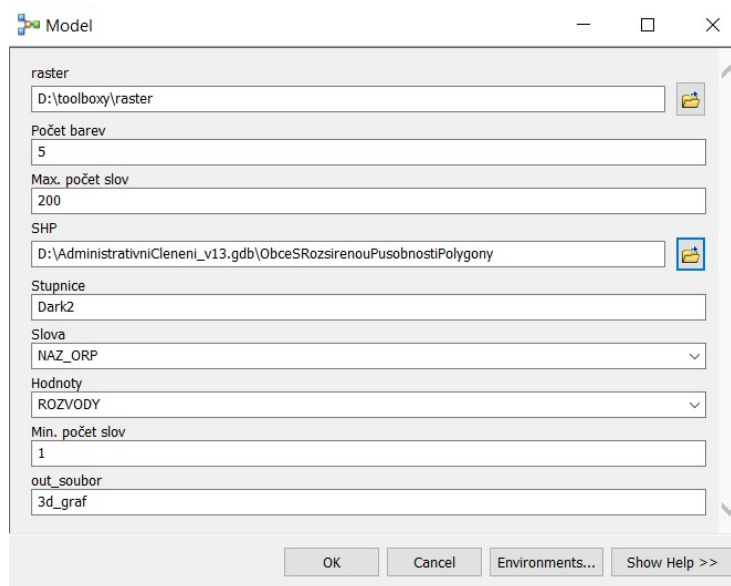 Model
raster
D:\toolboxy\raster
Počet barev
5
Max. počet slov
200
SHP
D:\AdministrativniCleneni_v13.gdb\ObceSRozsirenouPusobnostiPolygony
Stupnice
Dark2
Slova
NAZ_ORP
Hodnoty
ROZVODY
Min. počet slov
1
out_soubor
3d_graf
OK Cancel Environments... Show Help >>